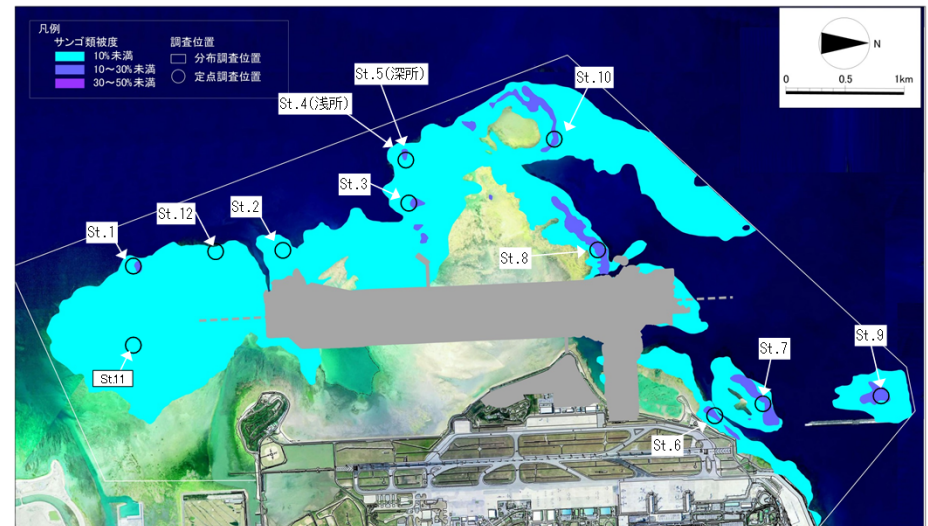 凡例
サンゴ類被度
10%未満
10～30%未満
30～50%未満
調査位置
分布調査位置
定点調査位置
N
0 0.5 1km
St.5(深所)
St.10
St.4(浅所)
St.3
St.12
St.2
St.1
St.8
St.7
St.9
St.11
St.6